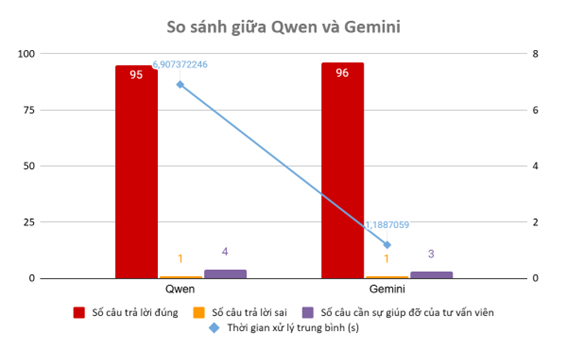 So sánh giữa Qwen và Gemini
100
75
50
25
0
8
6
4
2
0
95
6,907372246
1
4
96
1,1887059
1
3
Qwen
Gemini
Số câu trả lời đúng
Số câu trả lời sai
Số câu cần sự giúp đỡ của tư vấn viên
Thời gian xử lý trung bình (s)